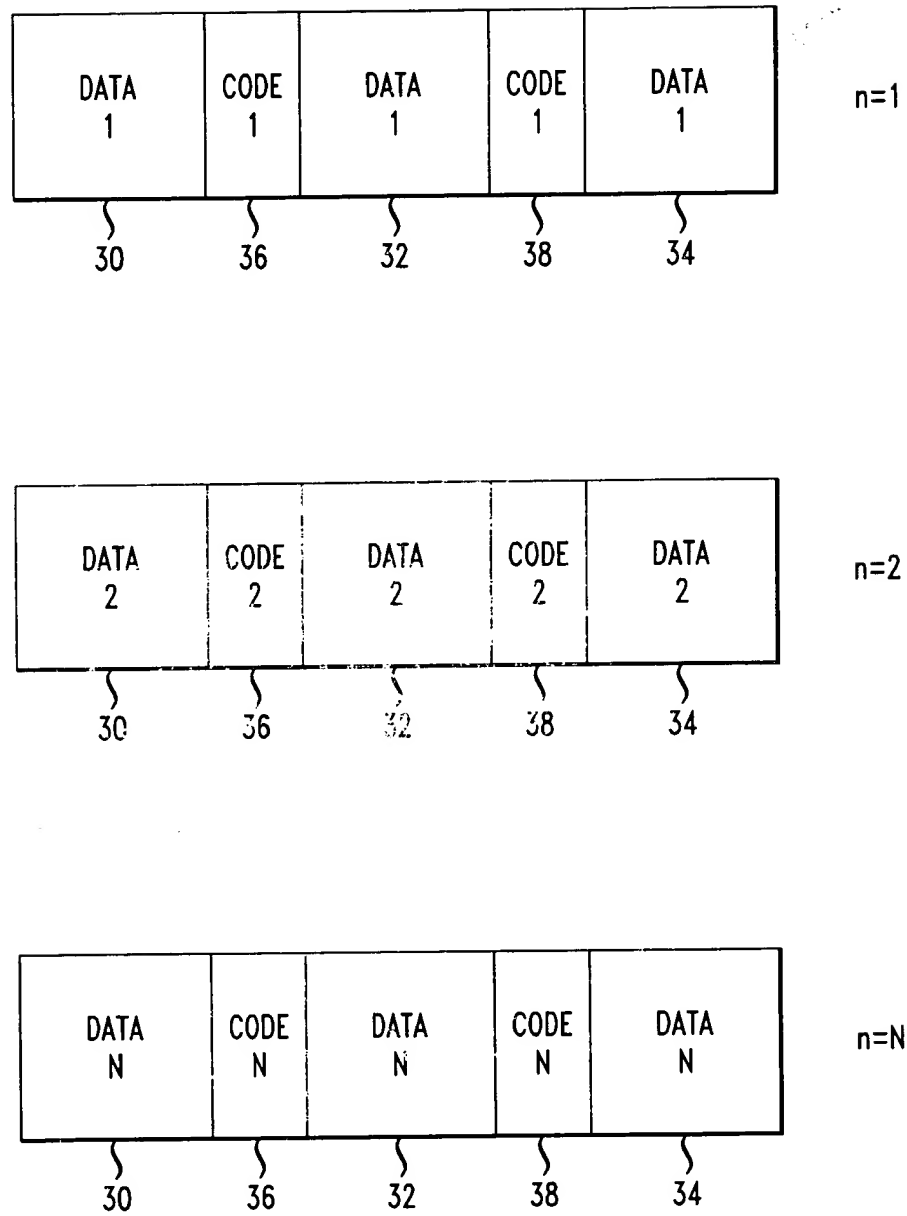 DATA 1 CODE 1 DATA 1 CODE 1 DATA 1 n=1
30 36 32 38 34
DATA 2 CODE 2 DATA 2 CODE 2 DATA 2 n=2
30 36 32 38 34
DATA N CODE N DATA N CODE N DATA N n=N
30 36 32 38 34